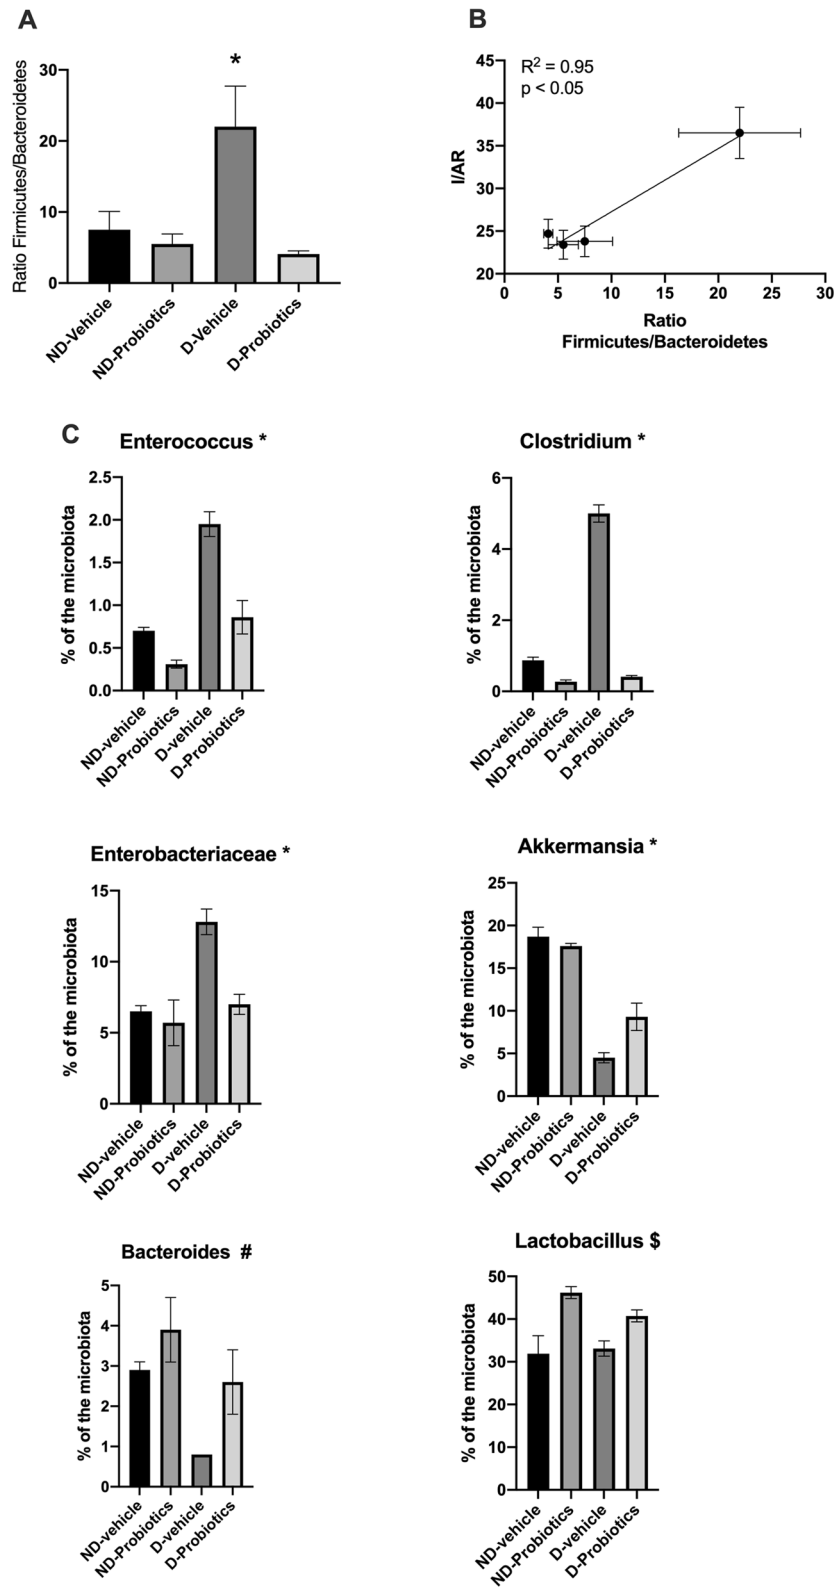 A
Ratio Firmicutes/Bacteroidetes
30
20
10
0
*
ND-Vehicle
ND-Probiotics
D-Vehicle
D-Probiotics
B
R2 = 0.95
p < 0.05
I/AR
45
40
35
30
25
20
0 5 10 15 20 25 30
Ratio
Firmicutes/Bacteroidetes
C
Enterococcus *
% of the microbiota
2.5
2.0
1.5
1.0
0.5
0.0
ND-vehicle
ND-Probiotics
D-vehicle
D-Probiotics
Clostridium *
% of the microbiota
6
4
2
0
ND-vehicle
ND-Probiotics
D-vehicle
D-Probiotics
Enterobacteriaceae *
% of the microbiota
15
10
5
0
ND-vehicle
ND-Probiotics
D-vehicle
D-Probiotics
Akkermansia *
% of the microbiota
25
20
15
10
5
0
ND-vehicle
ND-Probiotics
D-vehicle
D-Probiotics
Bacteroides #
% of the microbiota
5
4
3
2
1
0
ND-vehicle
ND-Probiotics
D-vehicle
D-Probiotics
Lactobacillus $
% of the microbiota
50
40
30
20
10
0
ND-vehicle
ND-Probiotics
D-vehicle
D-Probiotics